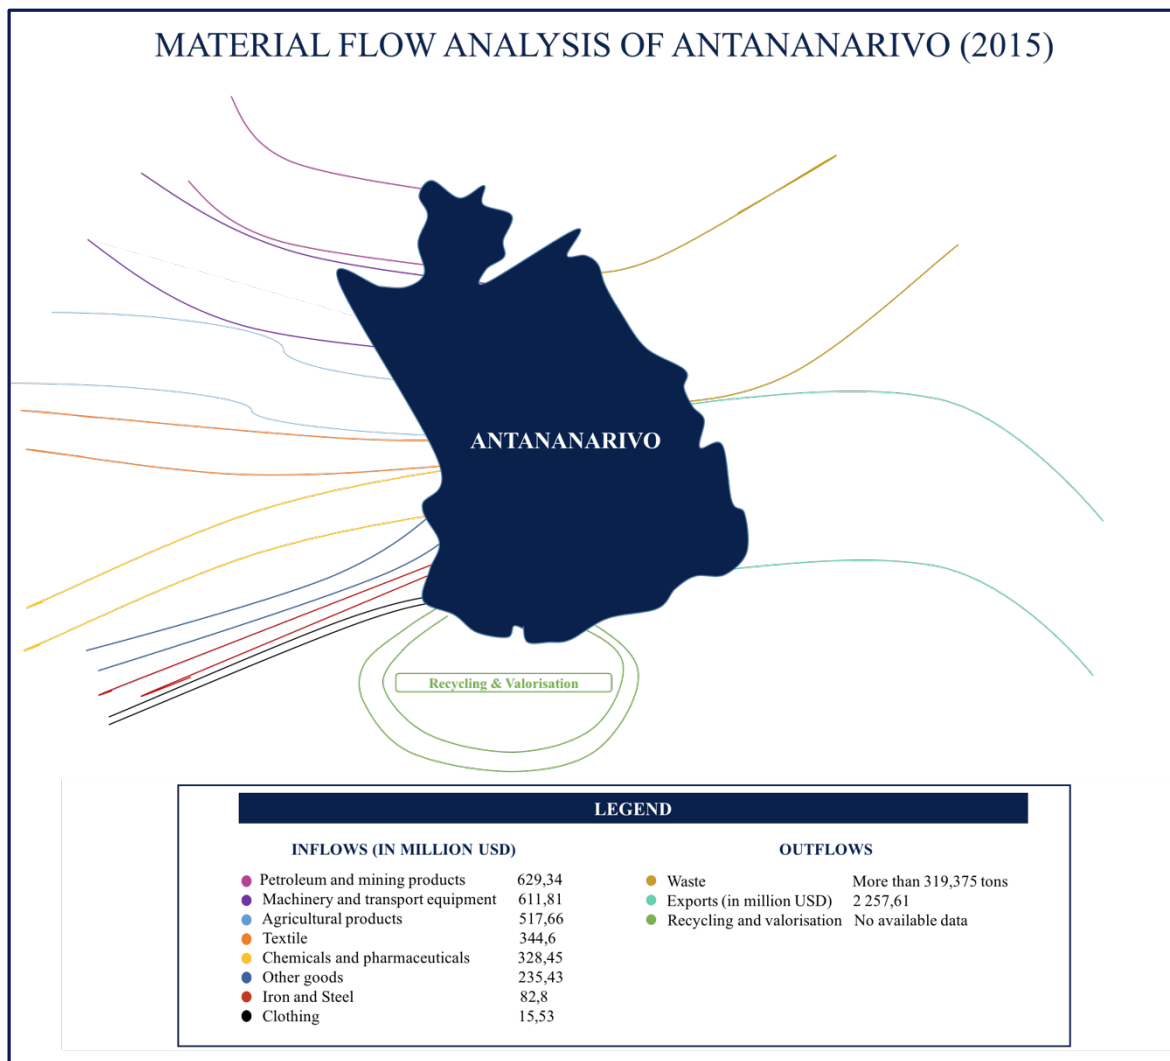 MATERIAL FLOW ANALYSIS OF ANTANANARIVO (2015)
ANTANANARIVO
Recycling & Valorisation
LEGEND
INFLOWS (IN MILLION USD)
Petroleum and mining products 629,34
Machinery and transport equipment 611,81
Agricultural products 517,66
Textile 344,6
Chemicals and pharmaceuticals 328,45
Other goods 235,43
Iron and Steel 82,8
Clothing 15,53
OUTFLOWS
Waste More than 319,375 tons
Exports (in million USD) 2 257,61
Recycling and valorisation No available data